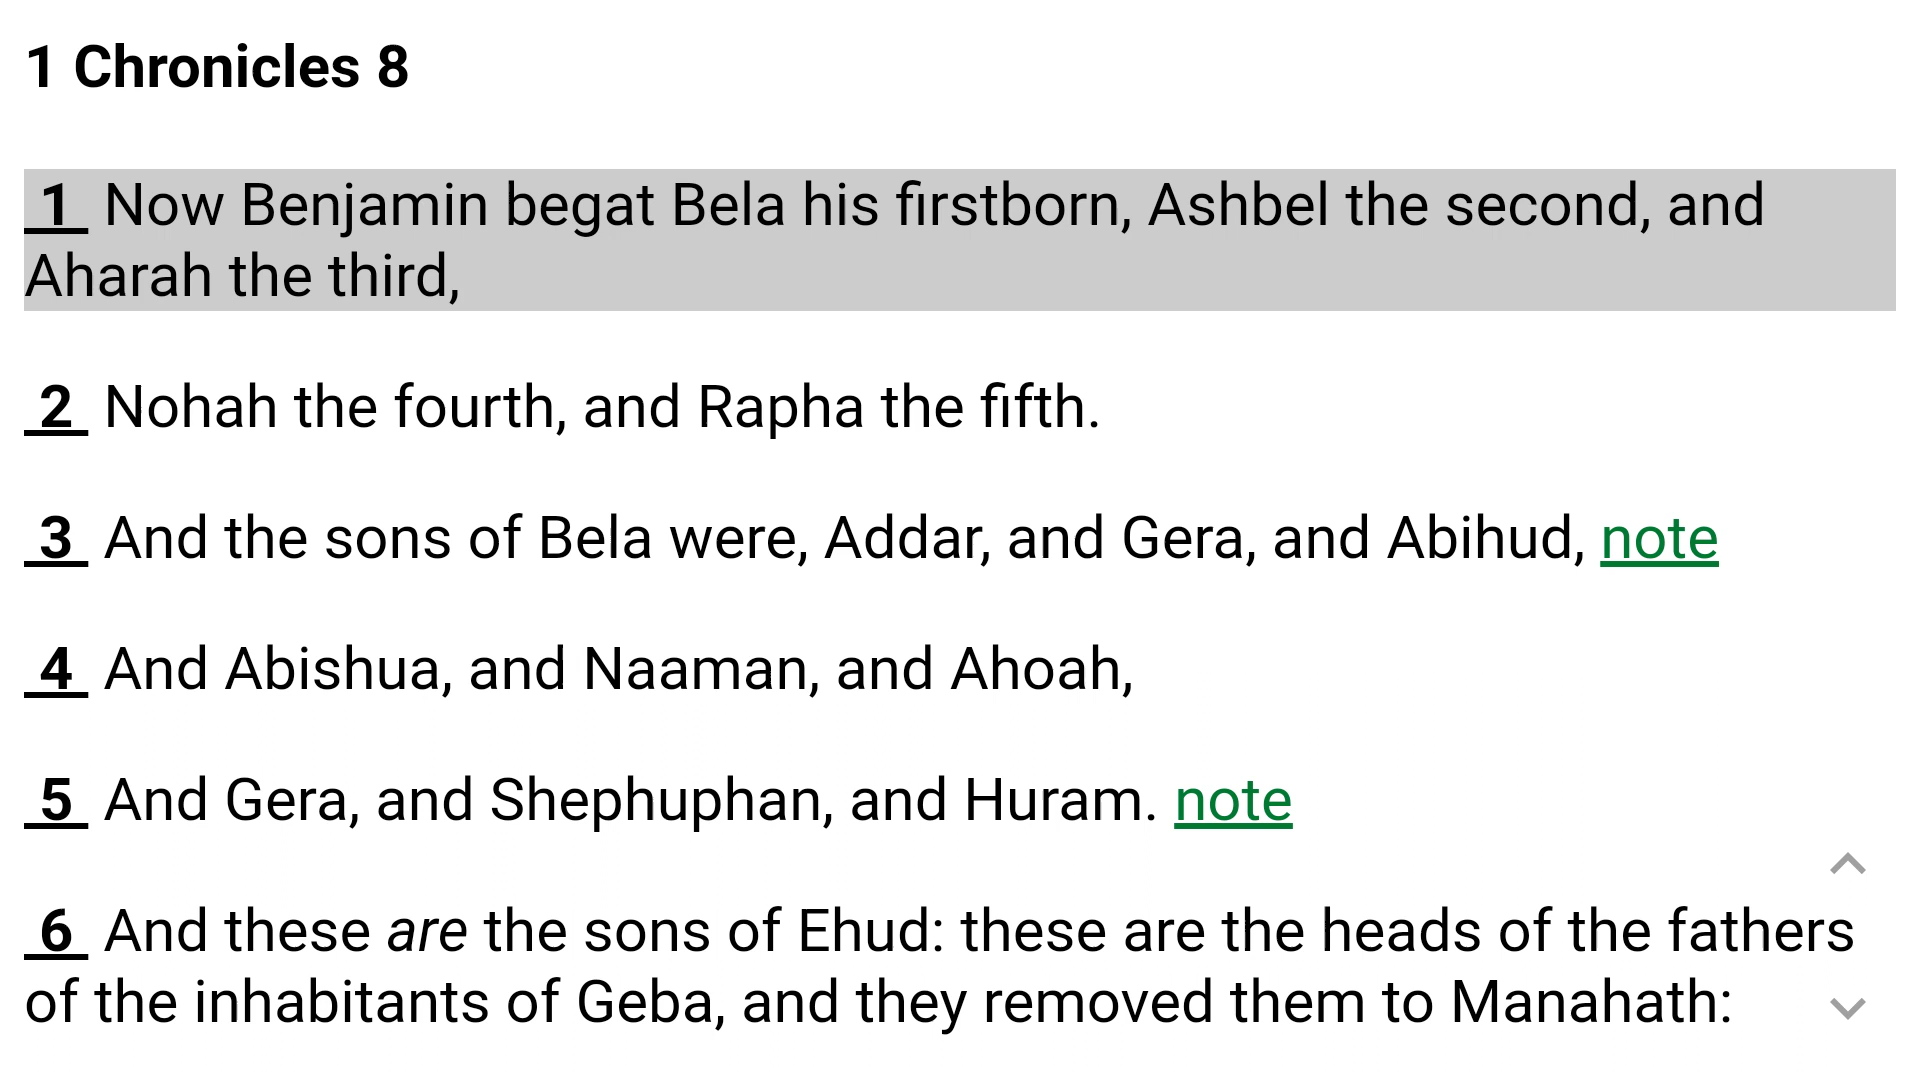 1 Chronicles 8
1 Now Benjamin begat Bela his firstborn, Ashbel the second, and
Aharah the third,
2 Nohah the fourth, and Rapha the fifth.
3 And the sons of Bela were, Addar, and Gera, and Abihud, note
4 And Abishua, and Naaman, and Ahoah,
5 And Gera, and Shephuphan, and Huram. note
6 And these are the sons of Ehud: these are the heads of the fathers
of the inhabitants of Geba, and they removed them to Manahath: